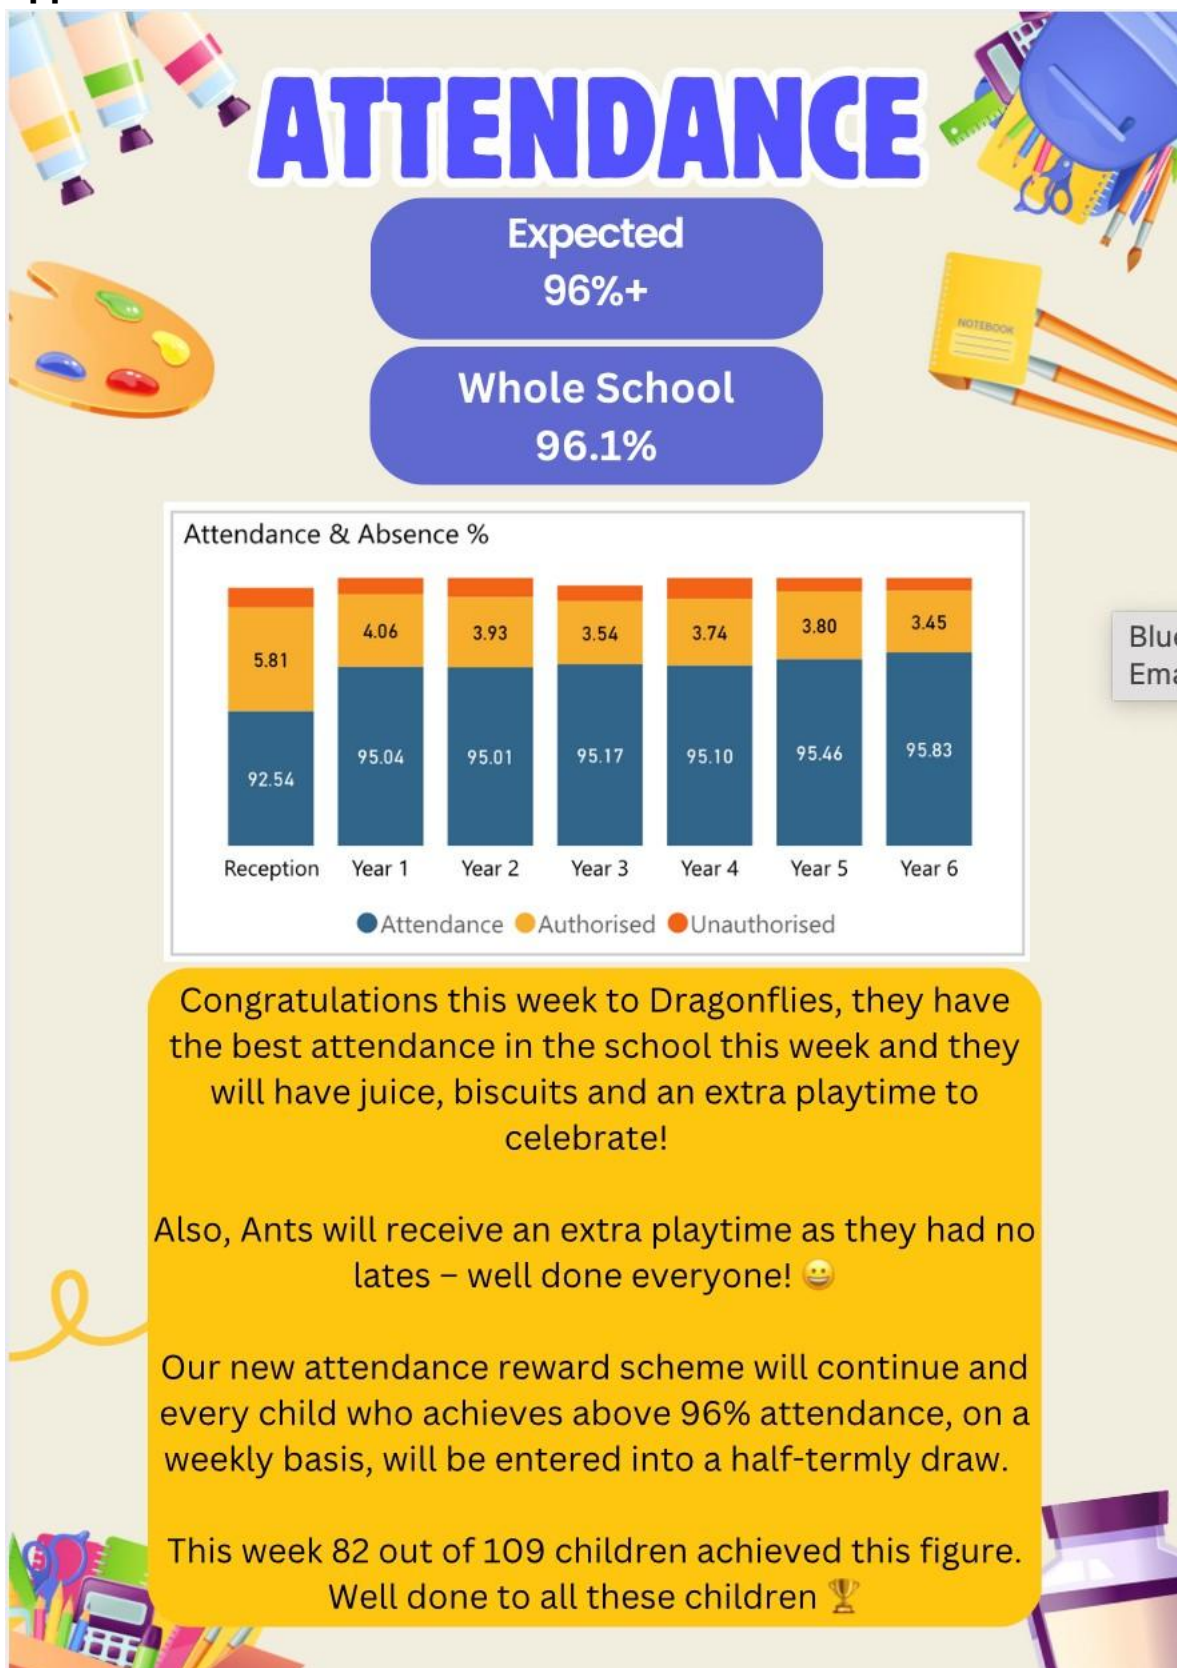 ATTENDANCE
Expected
96%+
Whole School
96.1%
NOTEBOOK
Attendance & Absence %
4.06 3.93 3.54 3.74 3.80 3.45
5.81
95.04 95.01 95.17 95.10 95.46 95.83
92.54
Reception Year 1 Year 2 Year 3 Year 4 Year 5 Year 6
Attendance Authorised Unauthorised
Congratulations this week to Dragonflies, they have
the best attendance in the school this week and they
will have juice, biscuits and an extra playtime to
celebrate!
Also, Ants will receive an extra playtime as they had no
lates – well done everyone! 😀
Our new attendance reward scheme will continue and
every child who achieves above 96% attendance, on a
weekly basis, will be entered into a half-termly draw.
This week 82 out of 109 children achieved this figure.
Well done to all these children 🏆